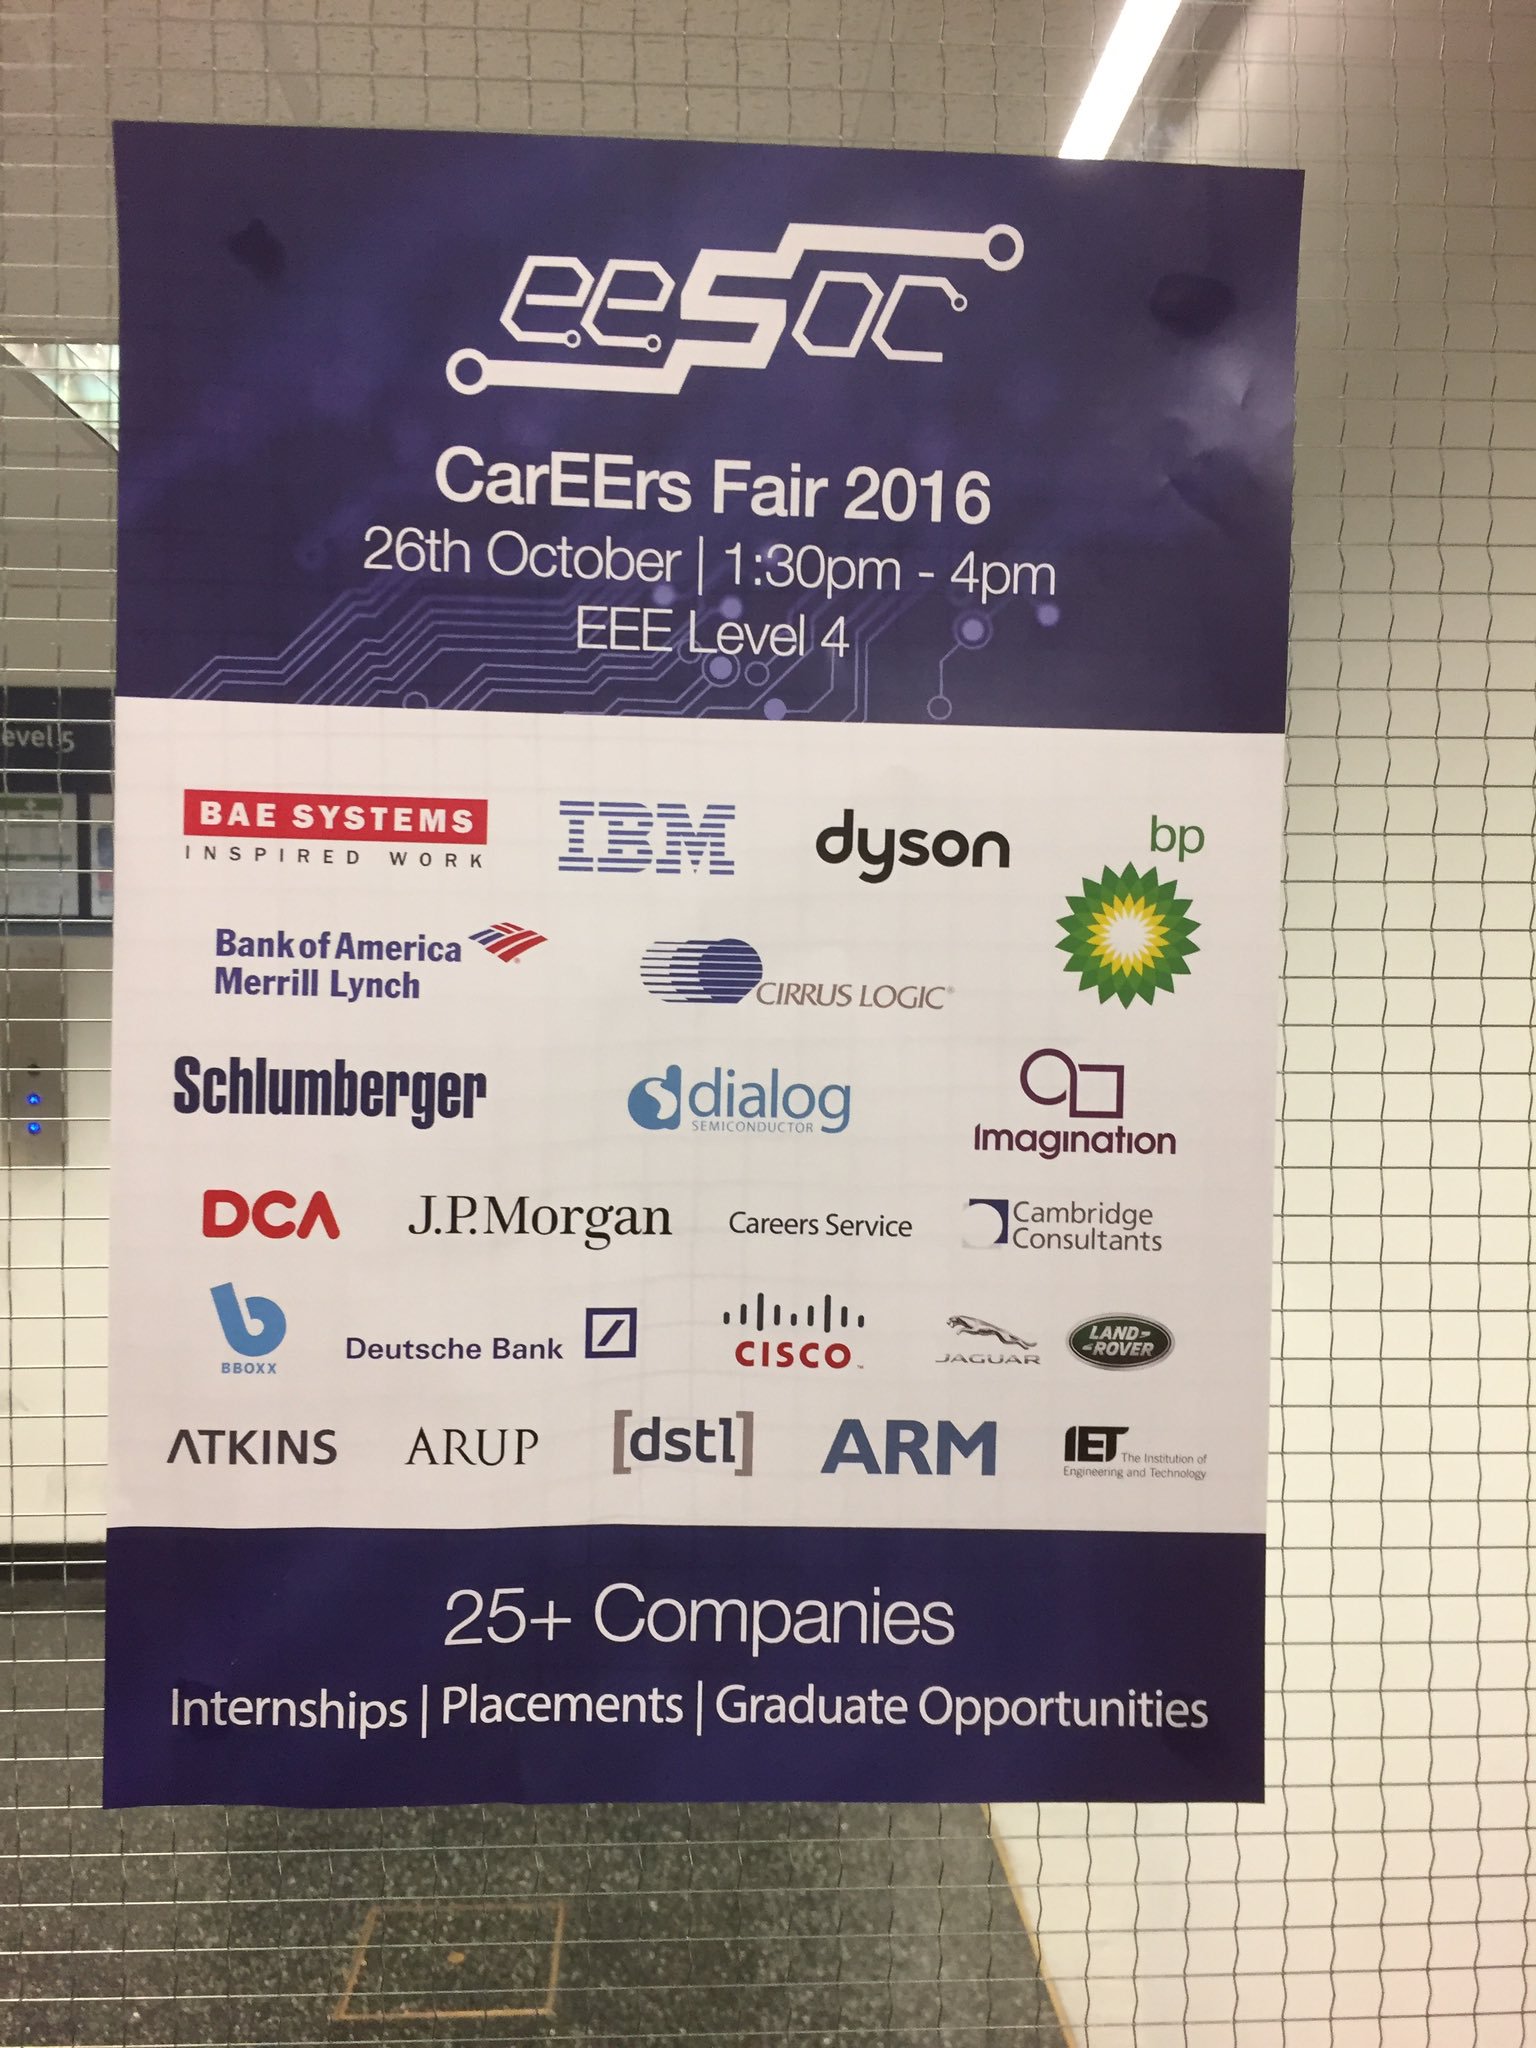 eesoc
CarEErs Fair 2016
26th October | 1:30pm - 4pm
EEE Level 4
evel 5
BAE SYSTEMS
INSPIRED WORK
IBM
dyson
bp
Bank of America
Merrill Lynch
CIRRUS LOGIC®
Schlumberger
dialog
SEMICONDUCTOR
Imagination
DCA
J.P.Morgan
Careers Service
Cambridge
Consultants
BBOXX
Deutsche Bank
CISCO™
JAGUAR
LAND-
-ROVER
ATKINS
ARUP
[dstl]
ARM
IET The Institution of
Engineering and Technology
25+ Companies
Internships | Placements | Graduate Opportunities